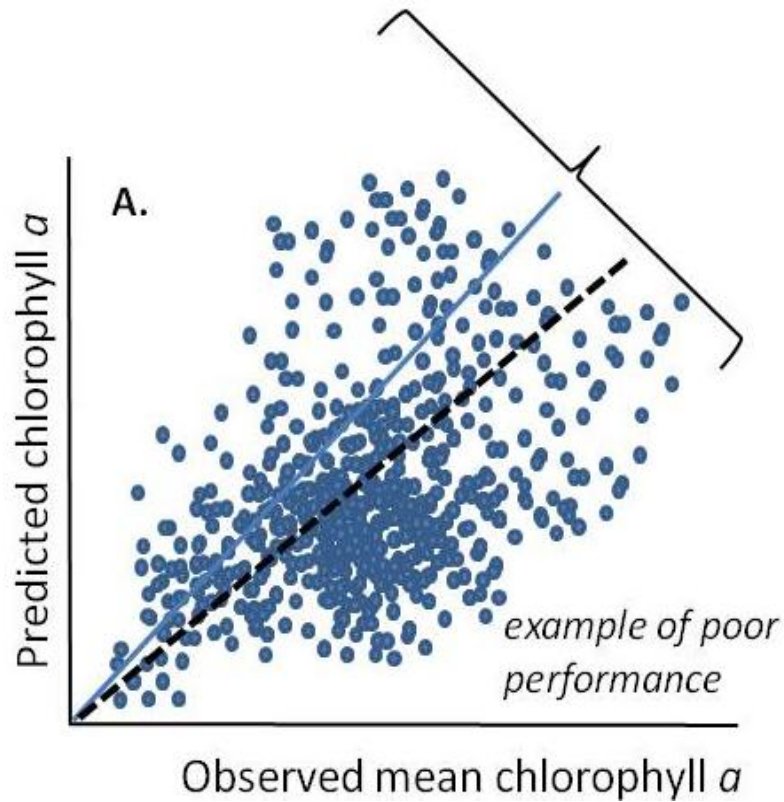 A.
Predicted chlorophyll a
example of poor
performance
Observed mean chlorophyll a